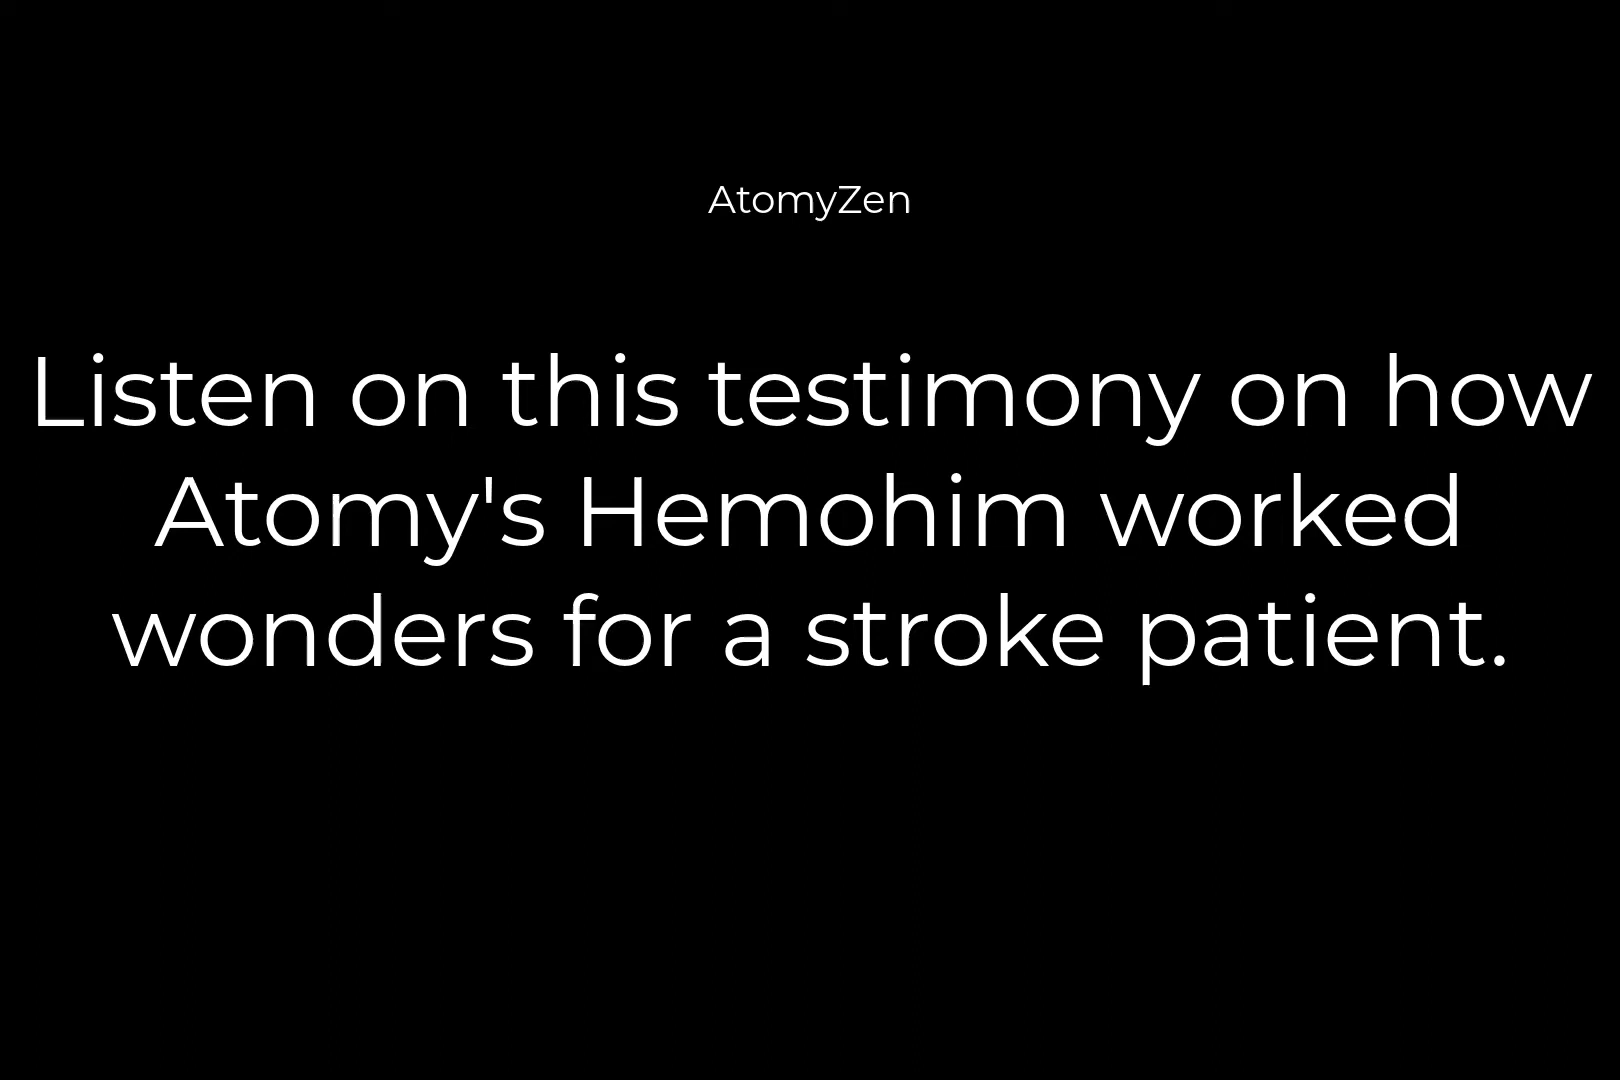 AtomyZen
Listen on this testimony on how
Atomy's Hemohim worked
wonders for a stroke patient.